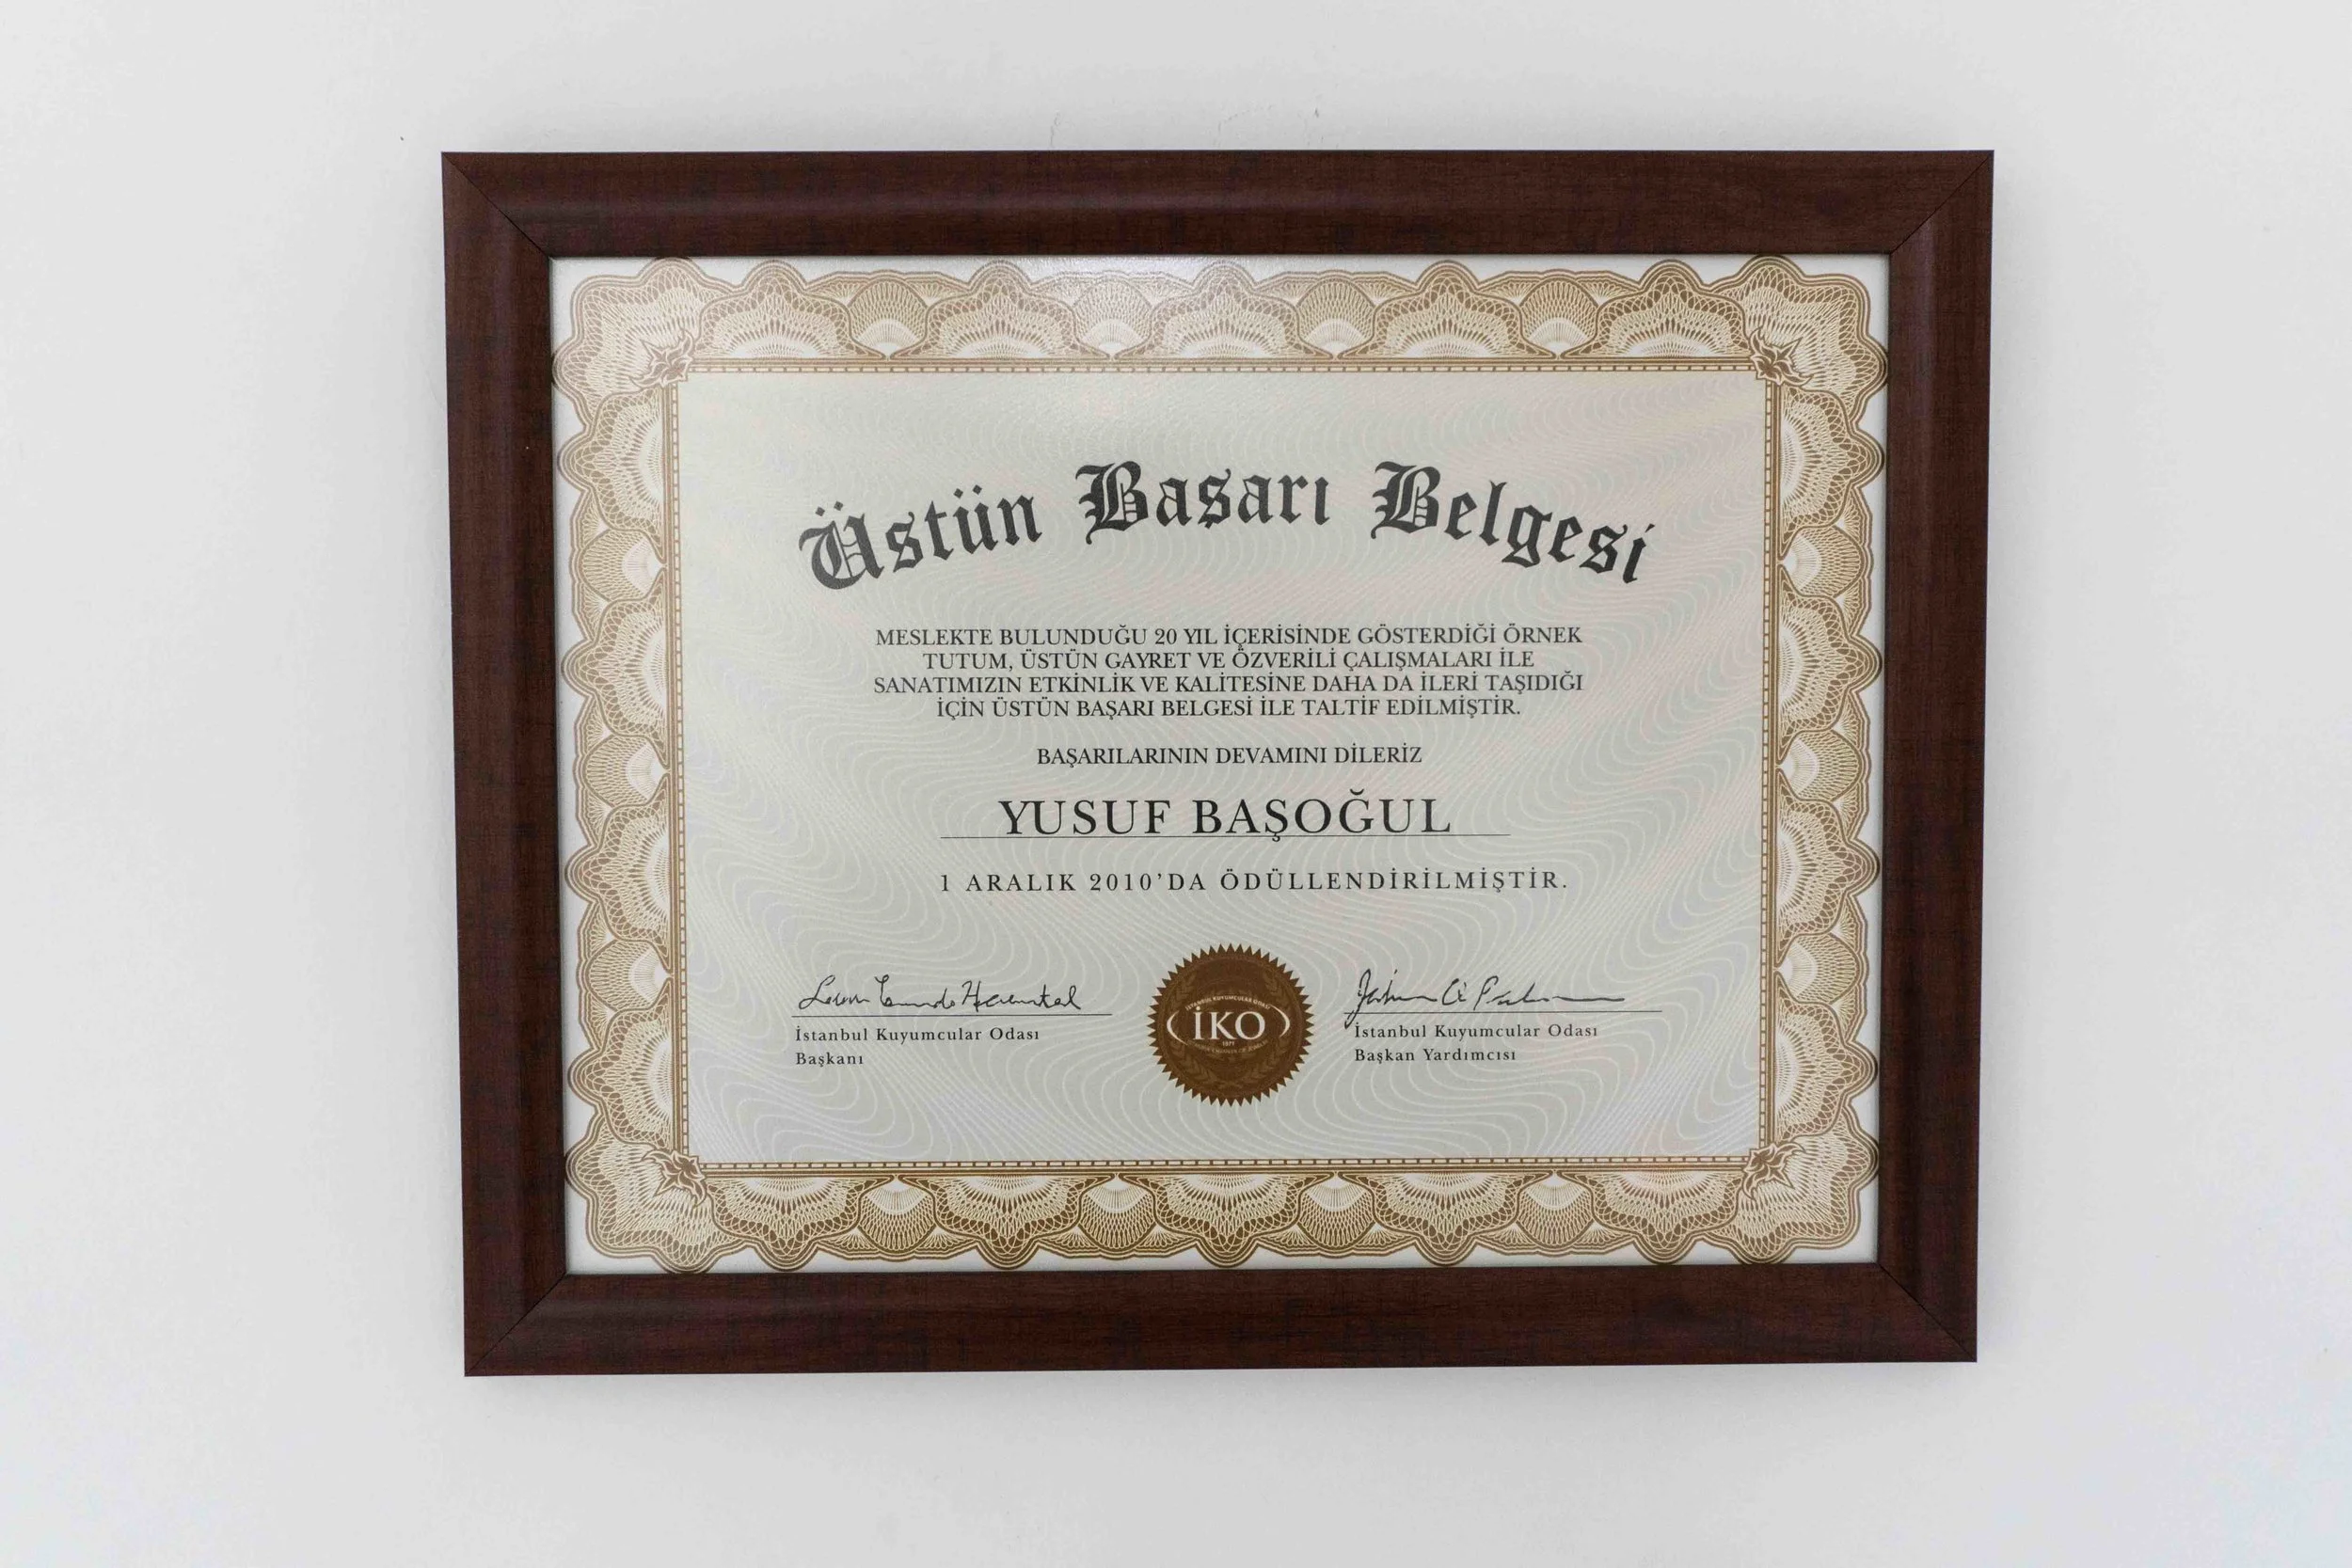 Üstün Başarı Belgesi
MESLEKTE BULUNDUĞU 20 YIL İÇERİSİNDE GÖSTERDİĞİ ÖRNEK
TUTUM, ÜSTÜN GAYRET VE ÖZVERİLİ ÇALIŞMALARI İLE
SANATIMIZIN ETKİNLİK VE KALİTESİNE DAHA DA İLERİ TAŞIDIĞI
İÇİN ÜSTÜN BAŞARI BELGESİ İLE TALTİF EDİLMİŞTİR.
BAŞARILARININ DEVAMINI DİLERİZ
YUSUF BAŞOĞUL
1 ARALIK 2010'DA ÖDÜLLENDİRİLMİŞTİR.
İstanbul Kuyumcular Odası
Başkanı
İSTANBUL KUYUMCULAR ODASI
İKO
İstanbul Kuyumcular Odası
Başkan Yardımcısı